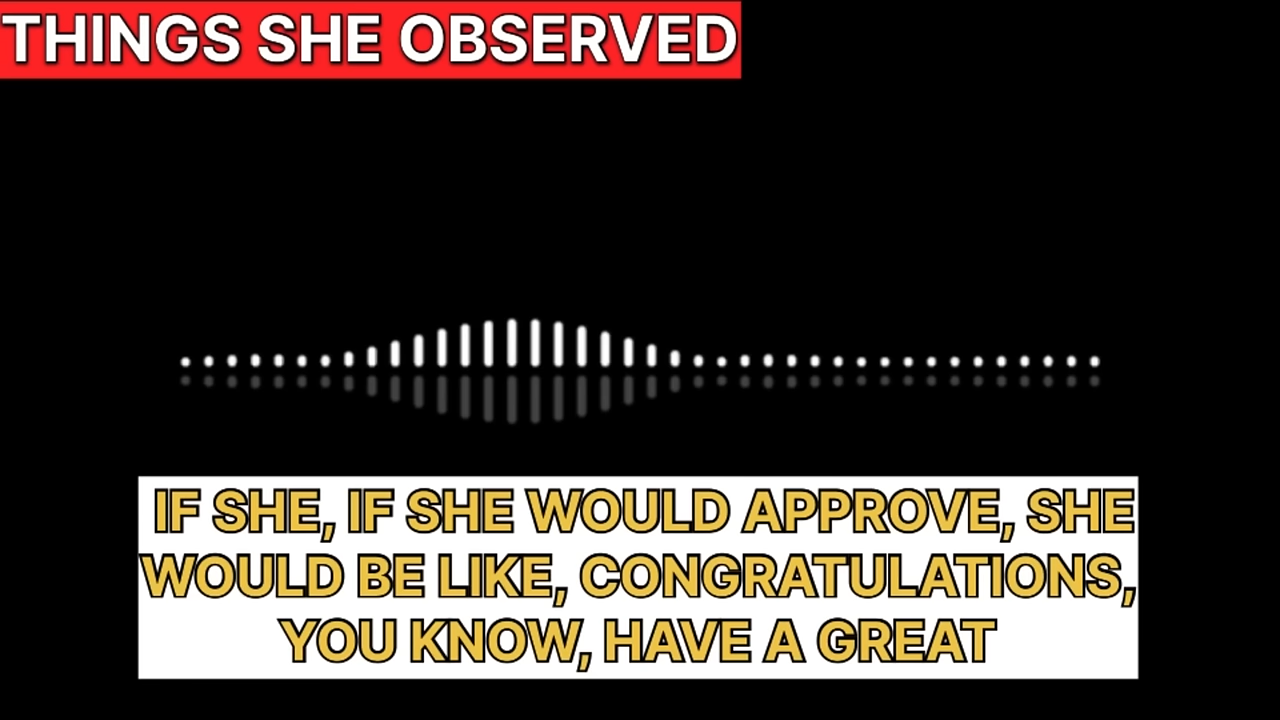 THINGS SHE OBSERVED
IF SHE, IF SHE WOULD APPROVE, SHE
WOULD BE LIKE, CONGRATULATIONS,
YOU KNOW, HAVE A GREAT